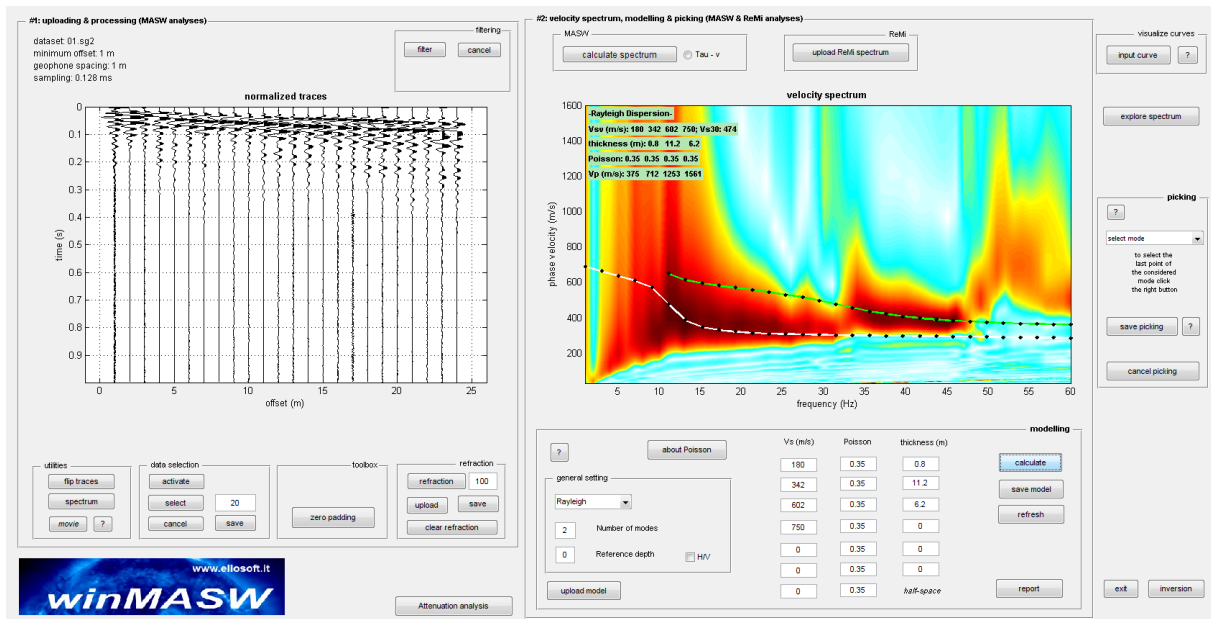 #1: uploading & processing (MASW analyses)
dataset: 01.sg2
minimum offset: 1 m
geophone spacing: 1 m
sampling: 0.128 ms
filtering
filter
cancel
normalized traces
0
0.1
0.2
0.3
0.4
0.5
0.6
0.7
0.8
0.9
time (s)
0 5 10 15 20 25
offset (m)
utilities
flip traces
spectrum
movie ?
data selection
activate
select 20
cancel save
toolbox
zero padding
refraction
refraction 100
upload save
clear refraction
www.ellosoft.it
winMASW
Attenuation analysis
#2: velocity spectrum, modelling & picking (MASW & ReMi analyses)
MASW
calculate spectrum Tau - v
ReMi
upload ReMi spectrum
velocity spectrum
-Rayleigh Dispersion-
Vsv (m/s): 180 342 602 750; Vs30: 474
thickness (m): 0.8 11.2 6.2
Poisson: 0.35 0.35 0.35 0.35
Vp (m/s): 375 712 1253 1561
1600
1400
1200
1000
800
600
400
200
phase velocity (m/s)
5 10 15 20 25 30 35 40 45 50 55 60
frequency (Hz)
modelling
?
about Poisson
general setting
Rayleigh
2 Number of modes
0 Reference depth H/V
upload model
Vs (m/s) Poisson thickness (m)
180 0.35 0.8
342 0.35 11.2
602 0.35 6.2
750 0.35 0
0 0.35 0
0 0.35 0
0 0.35 half-space
calculate
save model
refresh
report
visualize curves
input curve ?
explore spectrum
picking
?
select mode
to select the
last point of
the considered
mode click
the right button
save picking ?
cancel picking
exit inversion